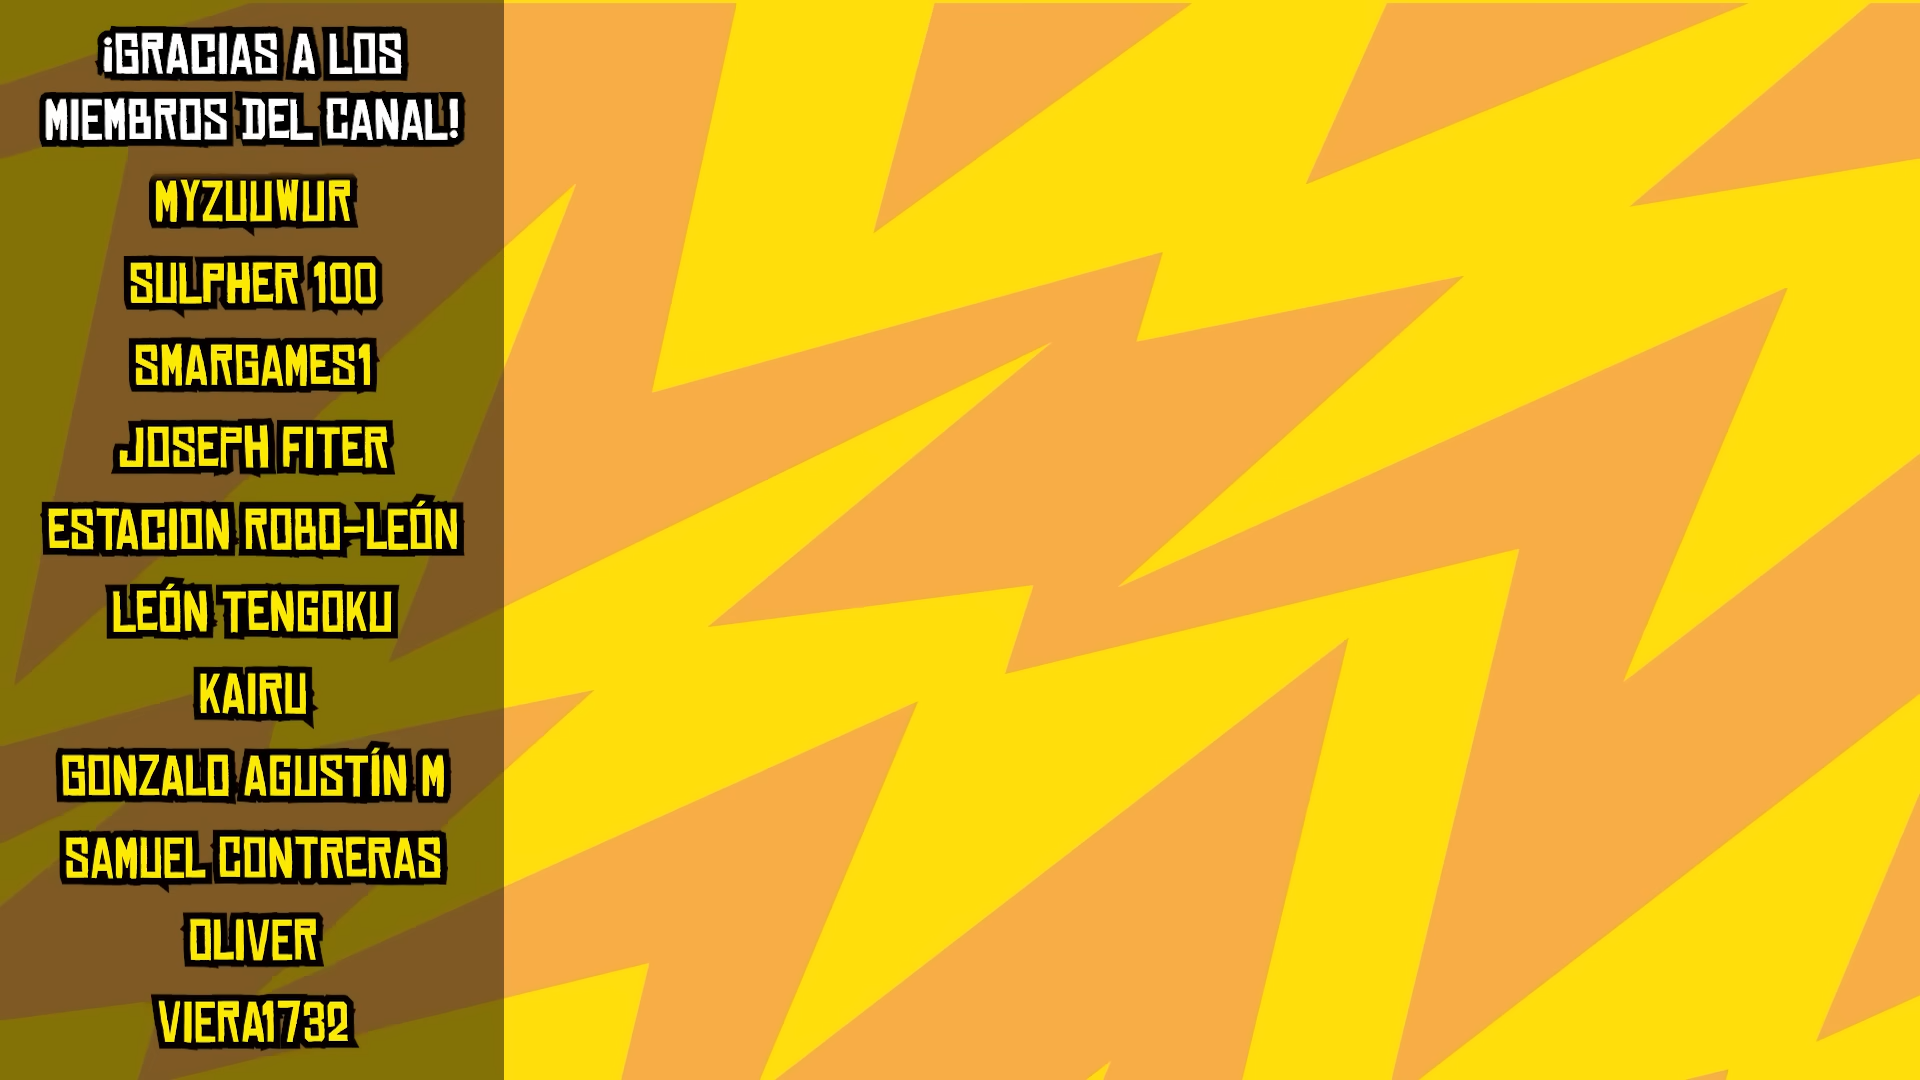 ¡GRACIAS A LOS
MIEMBROS DEL CANAL!
MYZUUWUR
SULPHER 100
SMARGAMES1
JOSEPH FITER
ESTACION ROBO-LEÓN
LEÓN TENGOKU
KAIRU
GONZALO AGUSTÍN M
SAMUEL CONTRERAS
OLIVER
VIERA1732